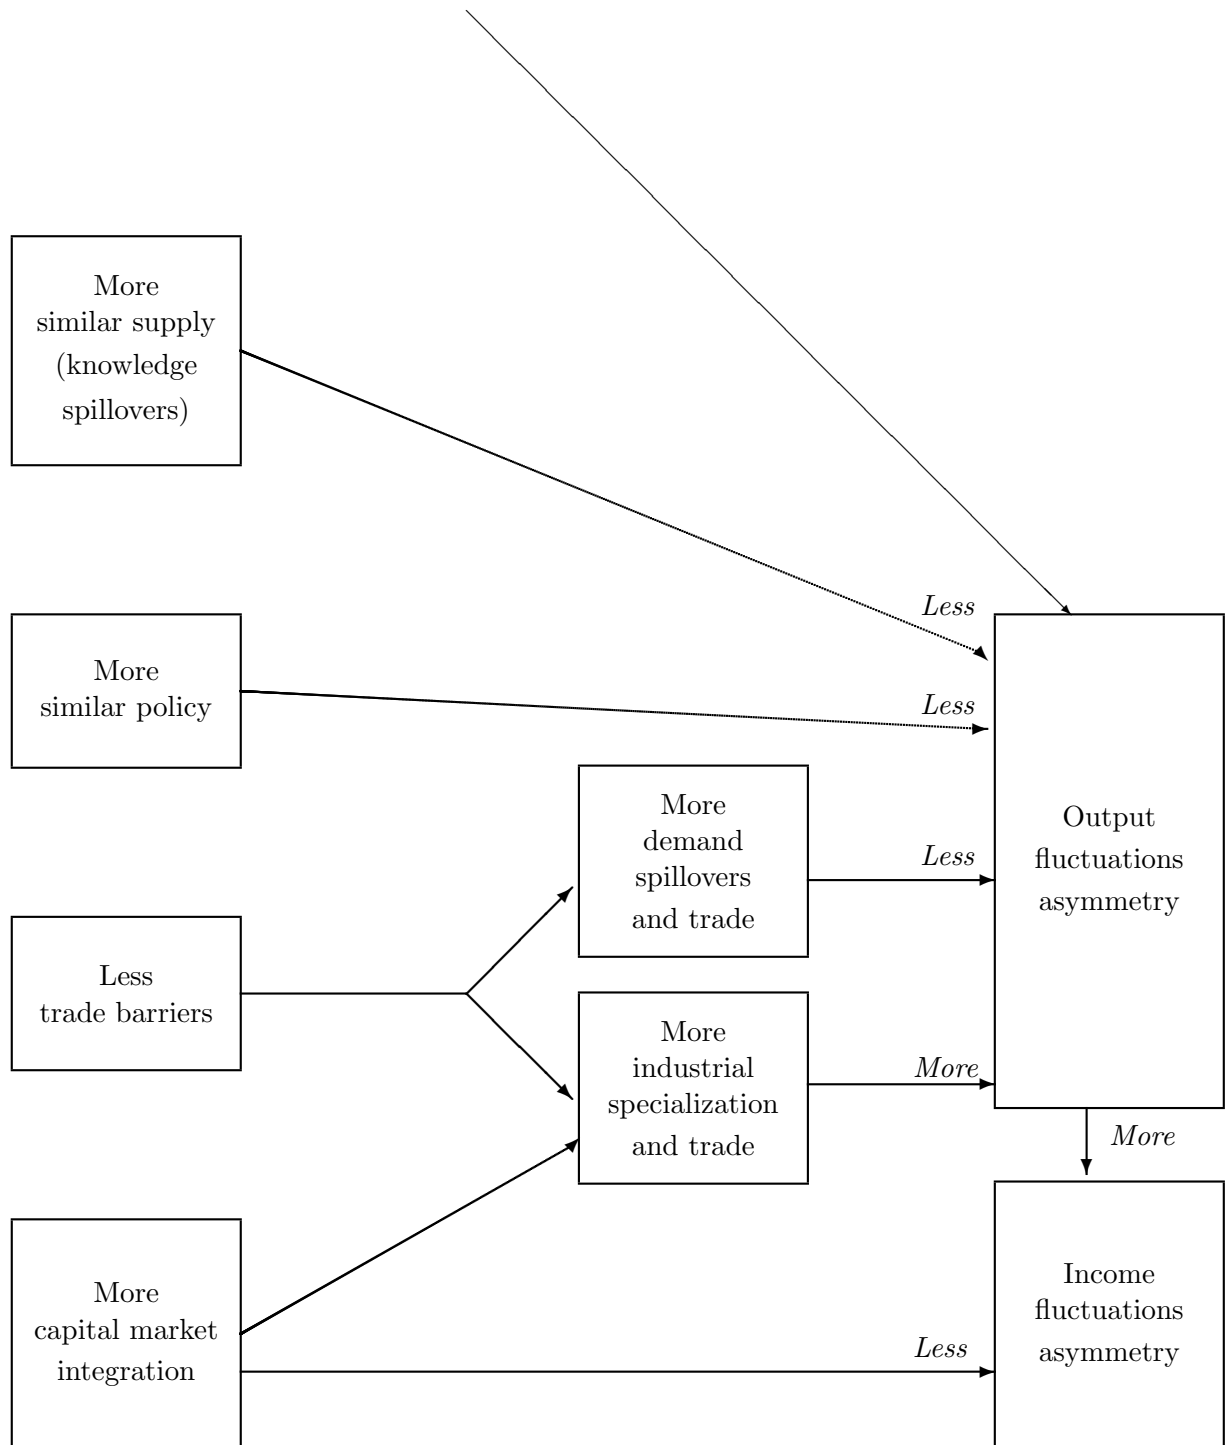 More
similar supply
(knowledge
spillovers)
Less
More
similar policy
Less
More
demand
spillovers
and trade
Less
Output
fluctuations
asymmetry
Less
trade barriers
More
industrial
specialization
and trade
More
More
More
capital market
integration
Less
Income
fluctuations
asymmetry